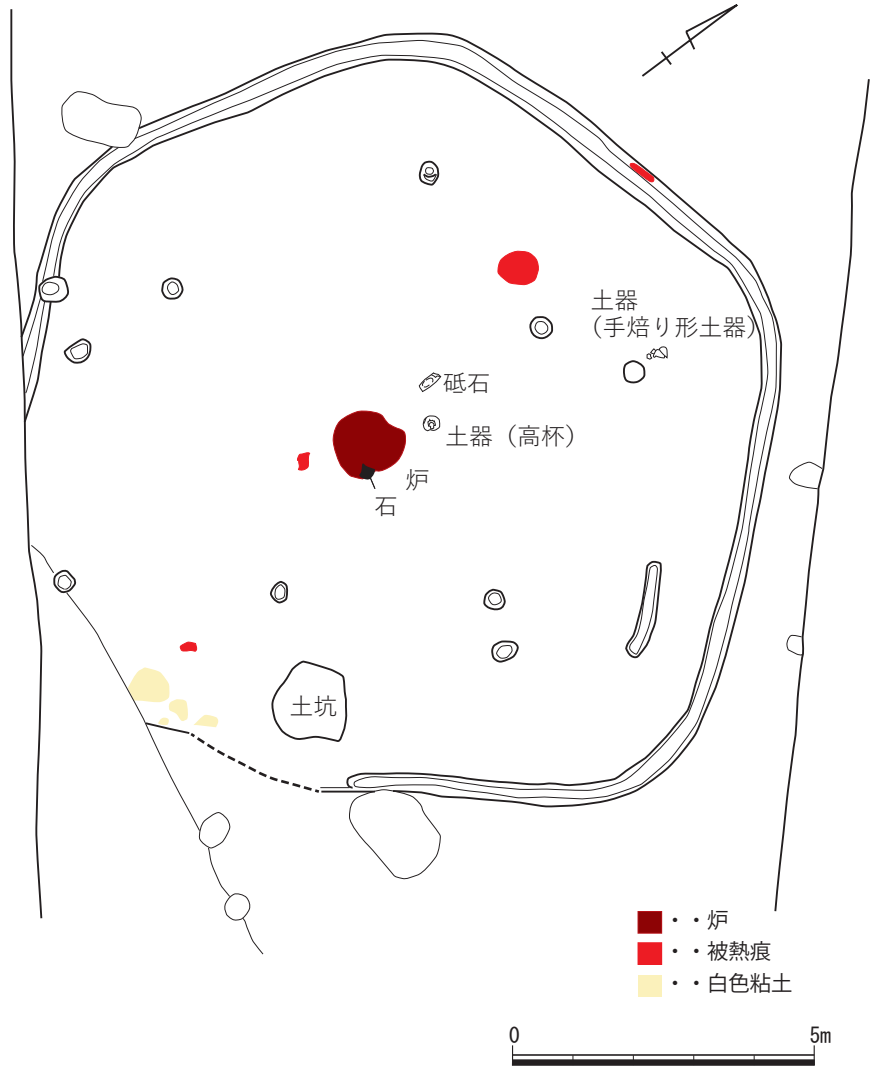 土器
（手焙り形土器）
砥石
土器（高杯）
炉
石
土坑
・・炉
・・被熱痕
・・白色粘土
0 5m